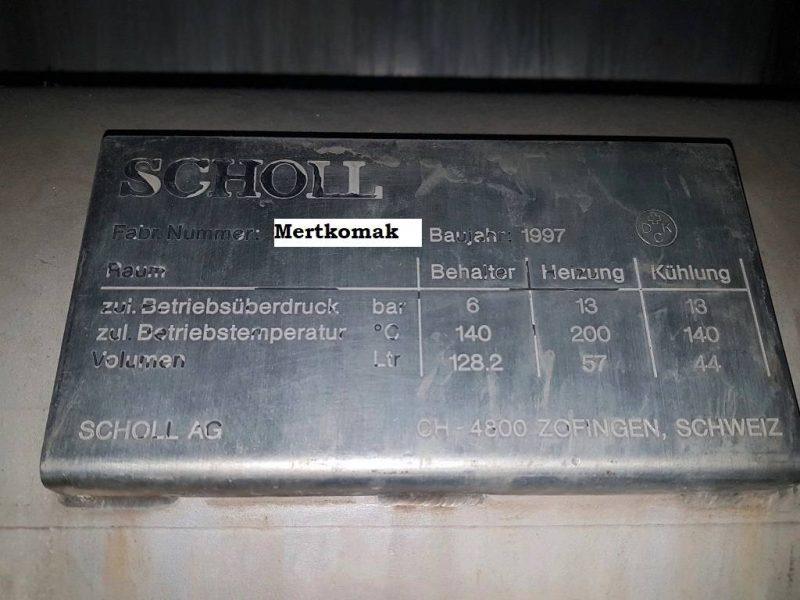 SCHOLL
Fabr. Nummer: Mertkomak Baujahr: 1997 D K C
Raum Behälter Heizung Kühlung
zul. Betriebsüberdruck bar 6 13 13
zul. Betriebstemperatur °C 140 200 140
Volumen Ltr 128.2 57 44
SCHOLL AG CH-4800 ZOFINGEN, SCHWEIZ